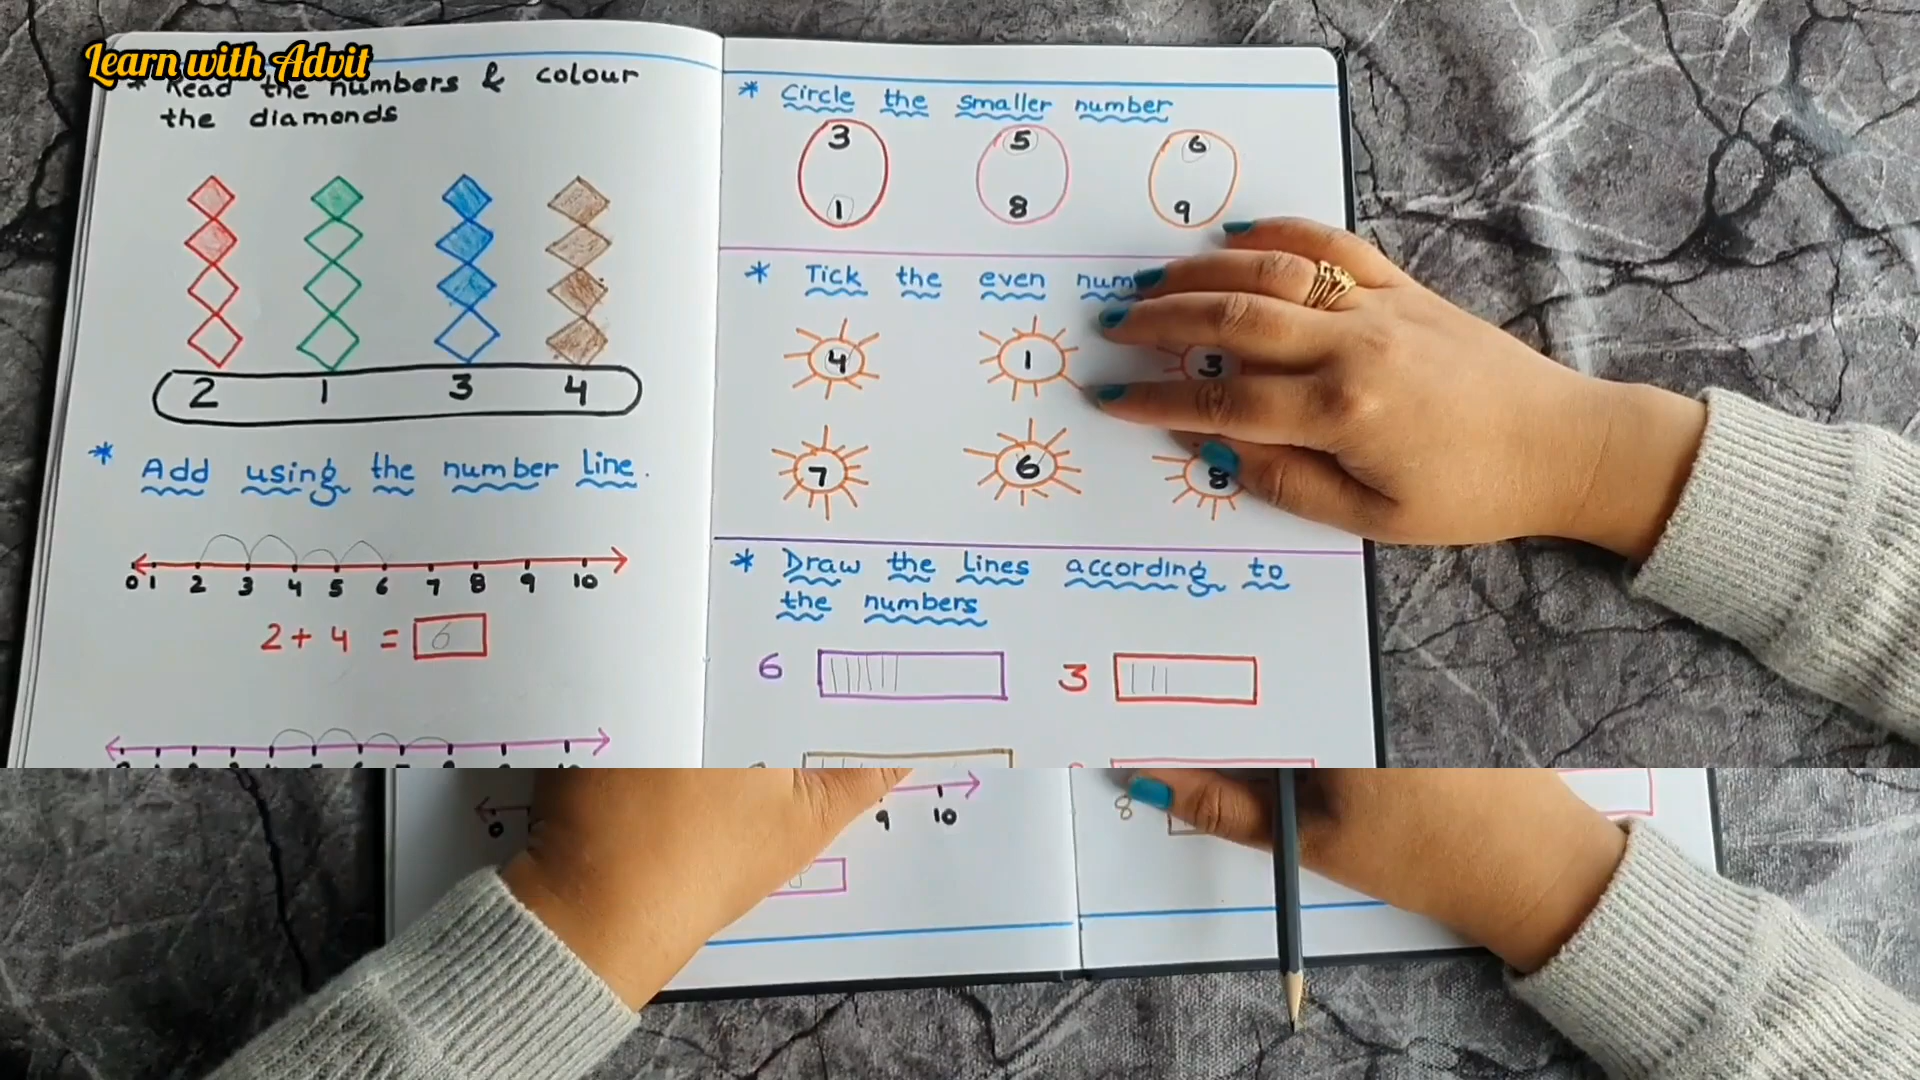 Learn with Advit
* Read the numbers & colour
the diamonds
2 1 3 4
* Add using the number line.
0 1 2 3 4 5 6 7 8 9 10
2 + 4 = 6
* Circle the smaller number
3 5 6
1 8 9
* Tick the even
4 1 3
7 6 8
* Draw the lines according to
the numbers
6 3
0 9 10
8